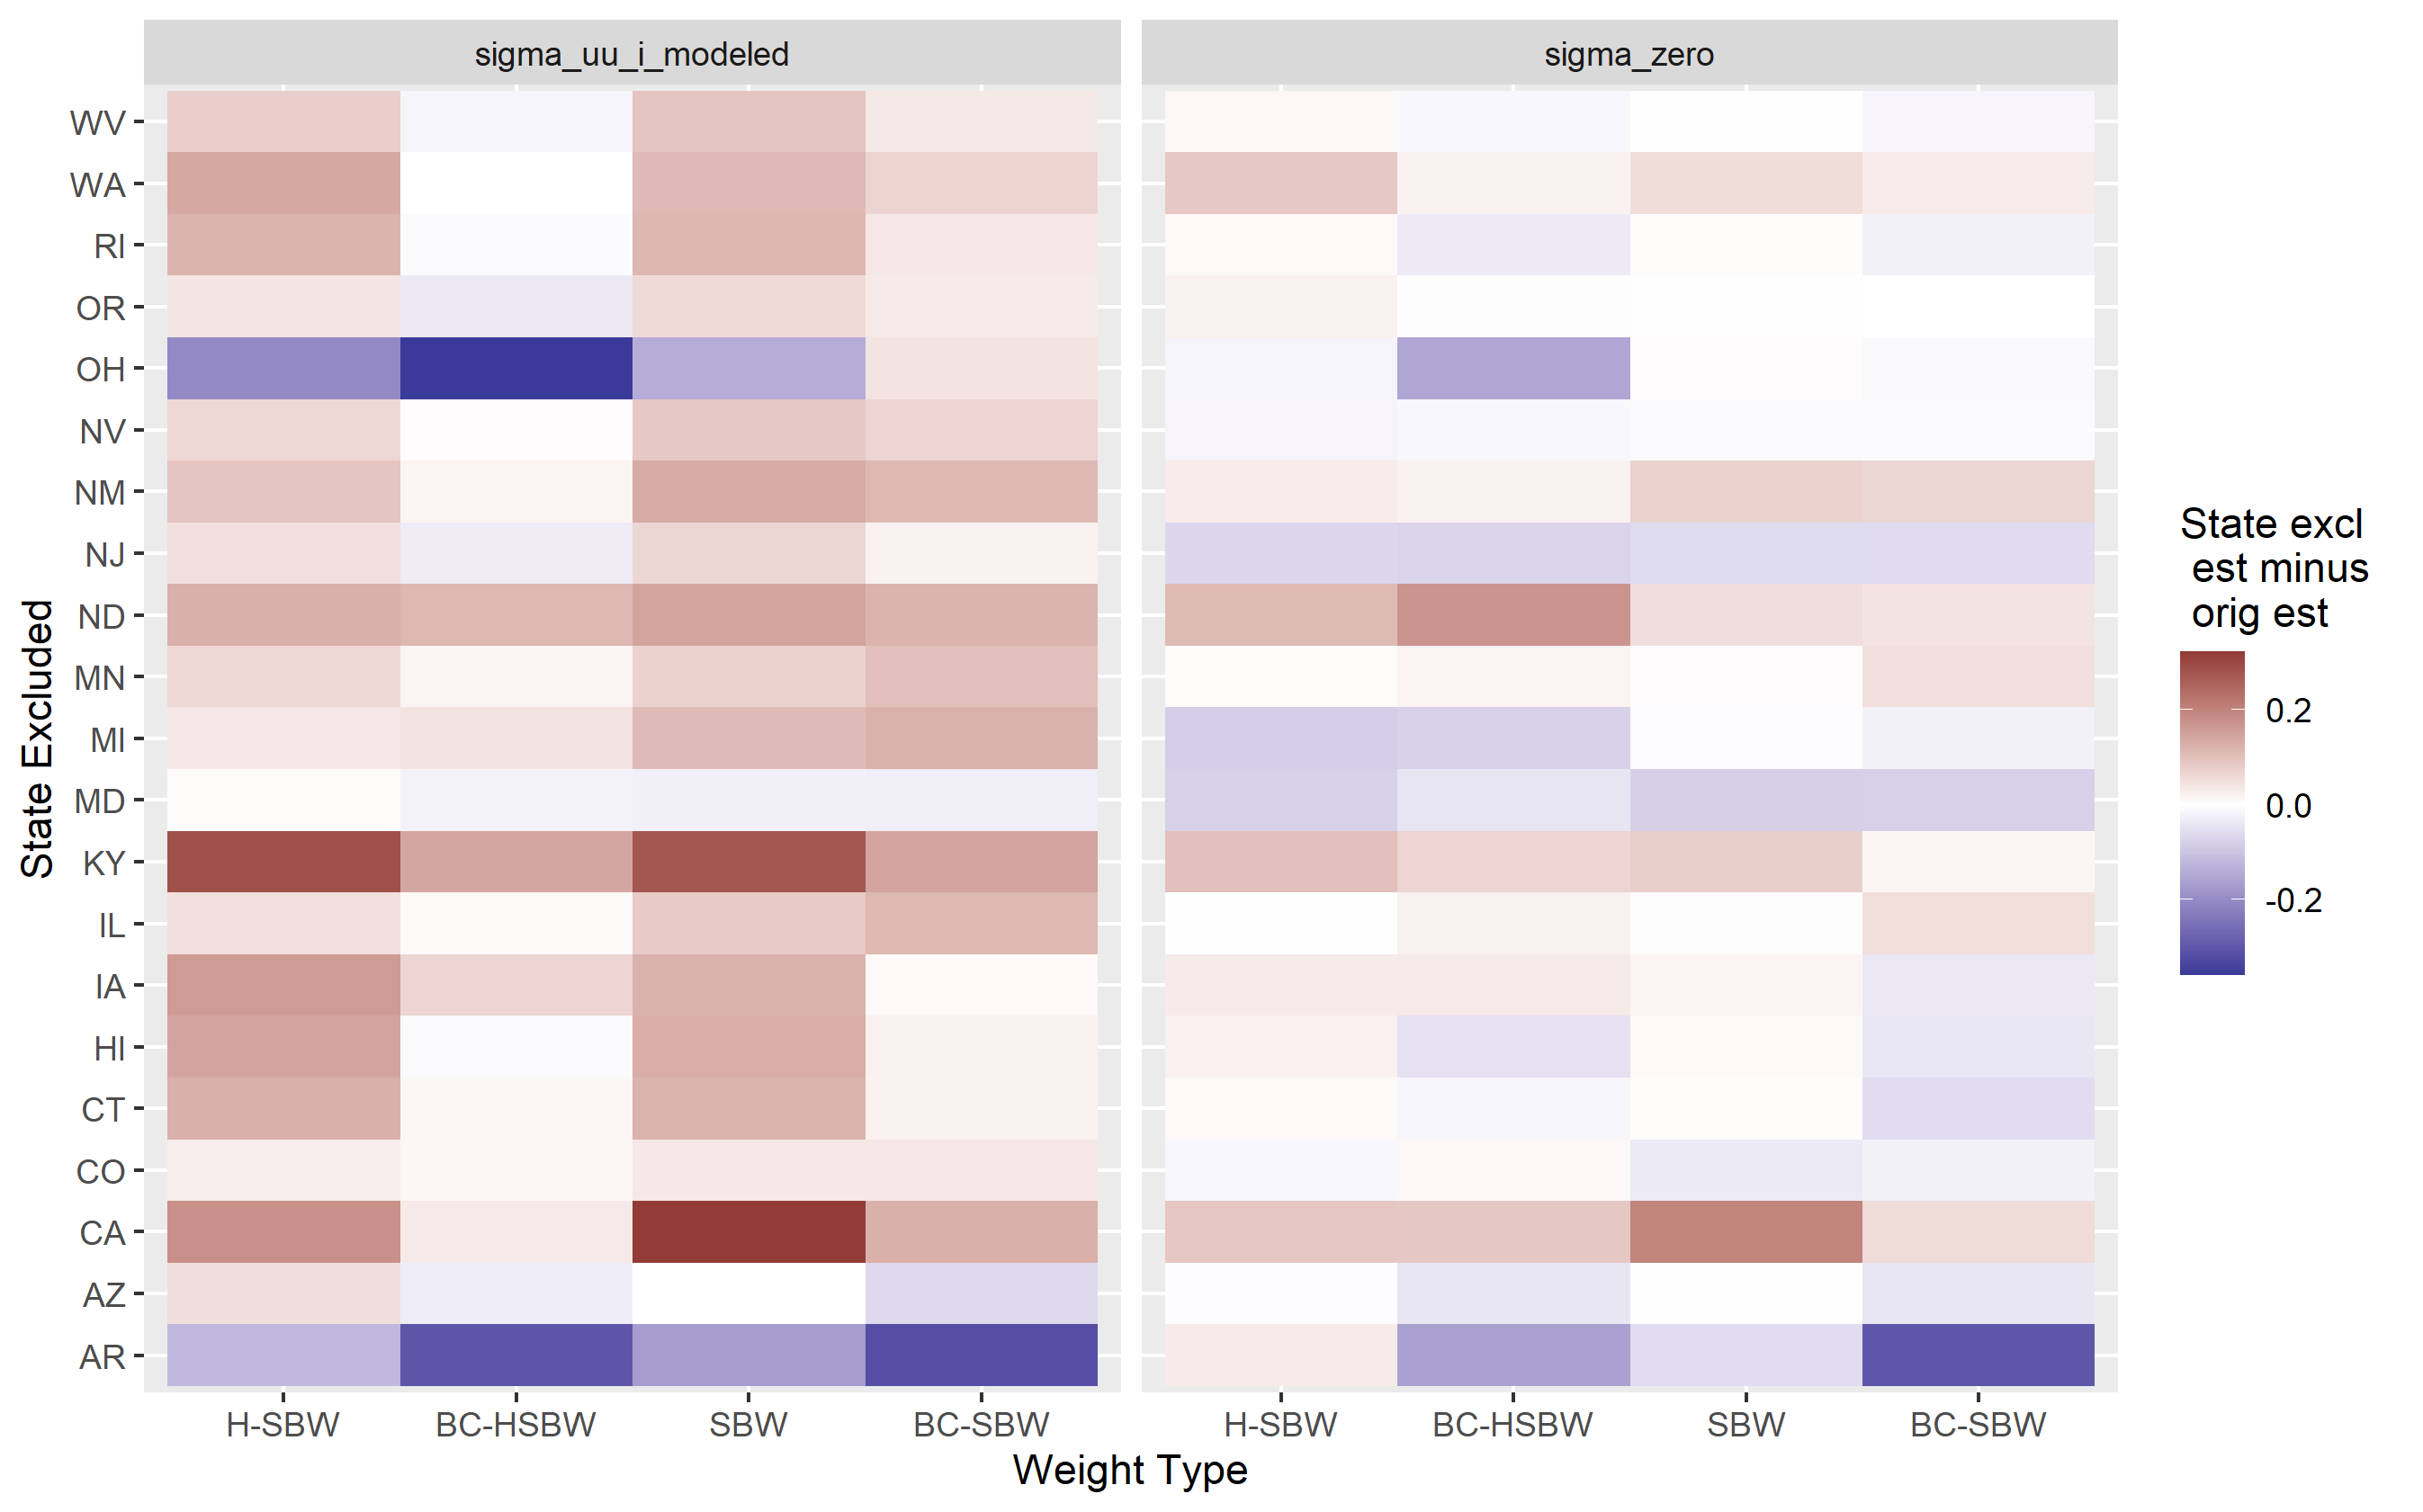 sigma_uu_i_modeled
sigma_zero
WV
WA
RI
OR
OH
NV
NM
NJ
ND
MN
MI
MD
KY
IL
IA
HI
CT
CO
CA
AZ
AR
State Excluded
H-SBW
BC-HSBW
SBW
BC-SBW
H-SBW
BC-HSBW
SBW
BC-SBW
Weight Type
State excl
est minus
orig est
0.2
0.0
-0.2